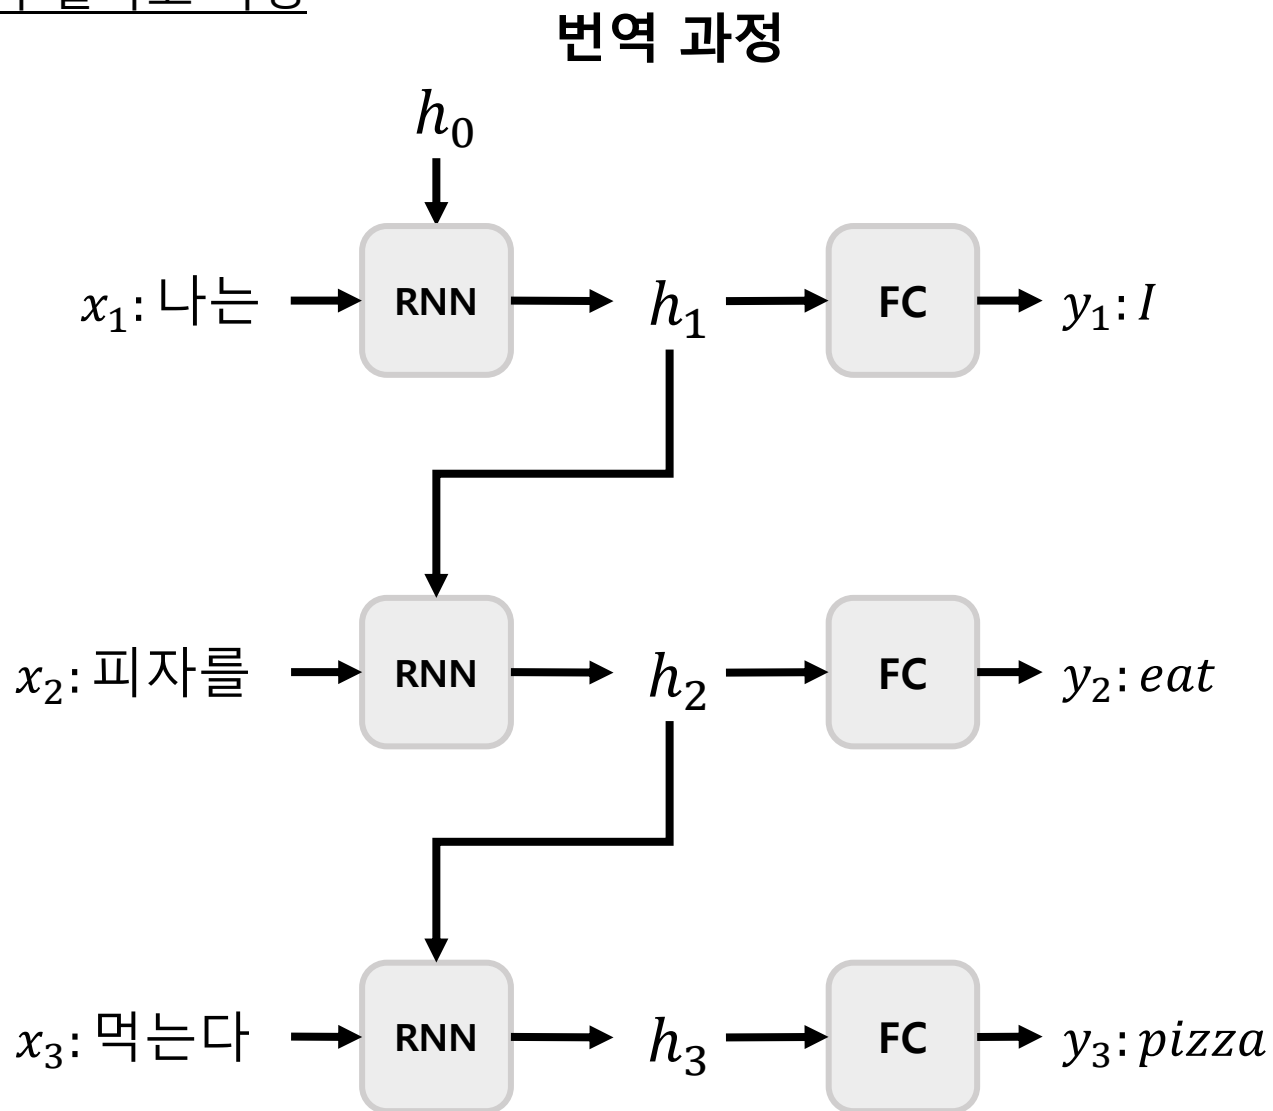 번역 과정
h₀
x₁: 나는 RNN h₁ FC y₁: I
x₂: 피자를 RNN h₂ FC y₂: eat
x₃: 먹는다 RNN h₃ FC y₃: pizza